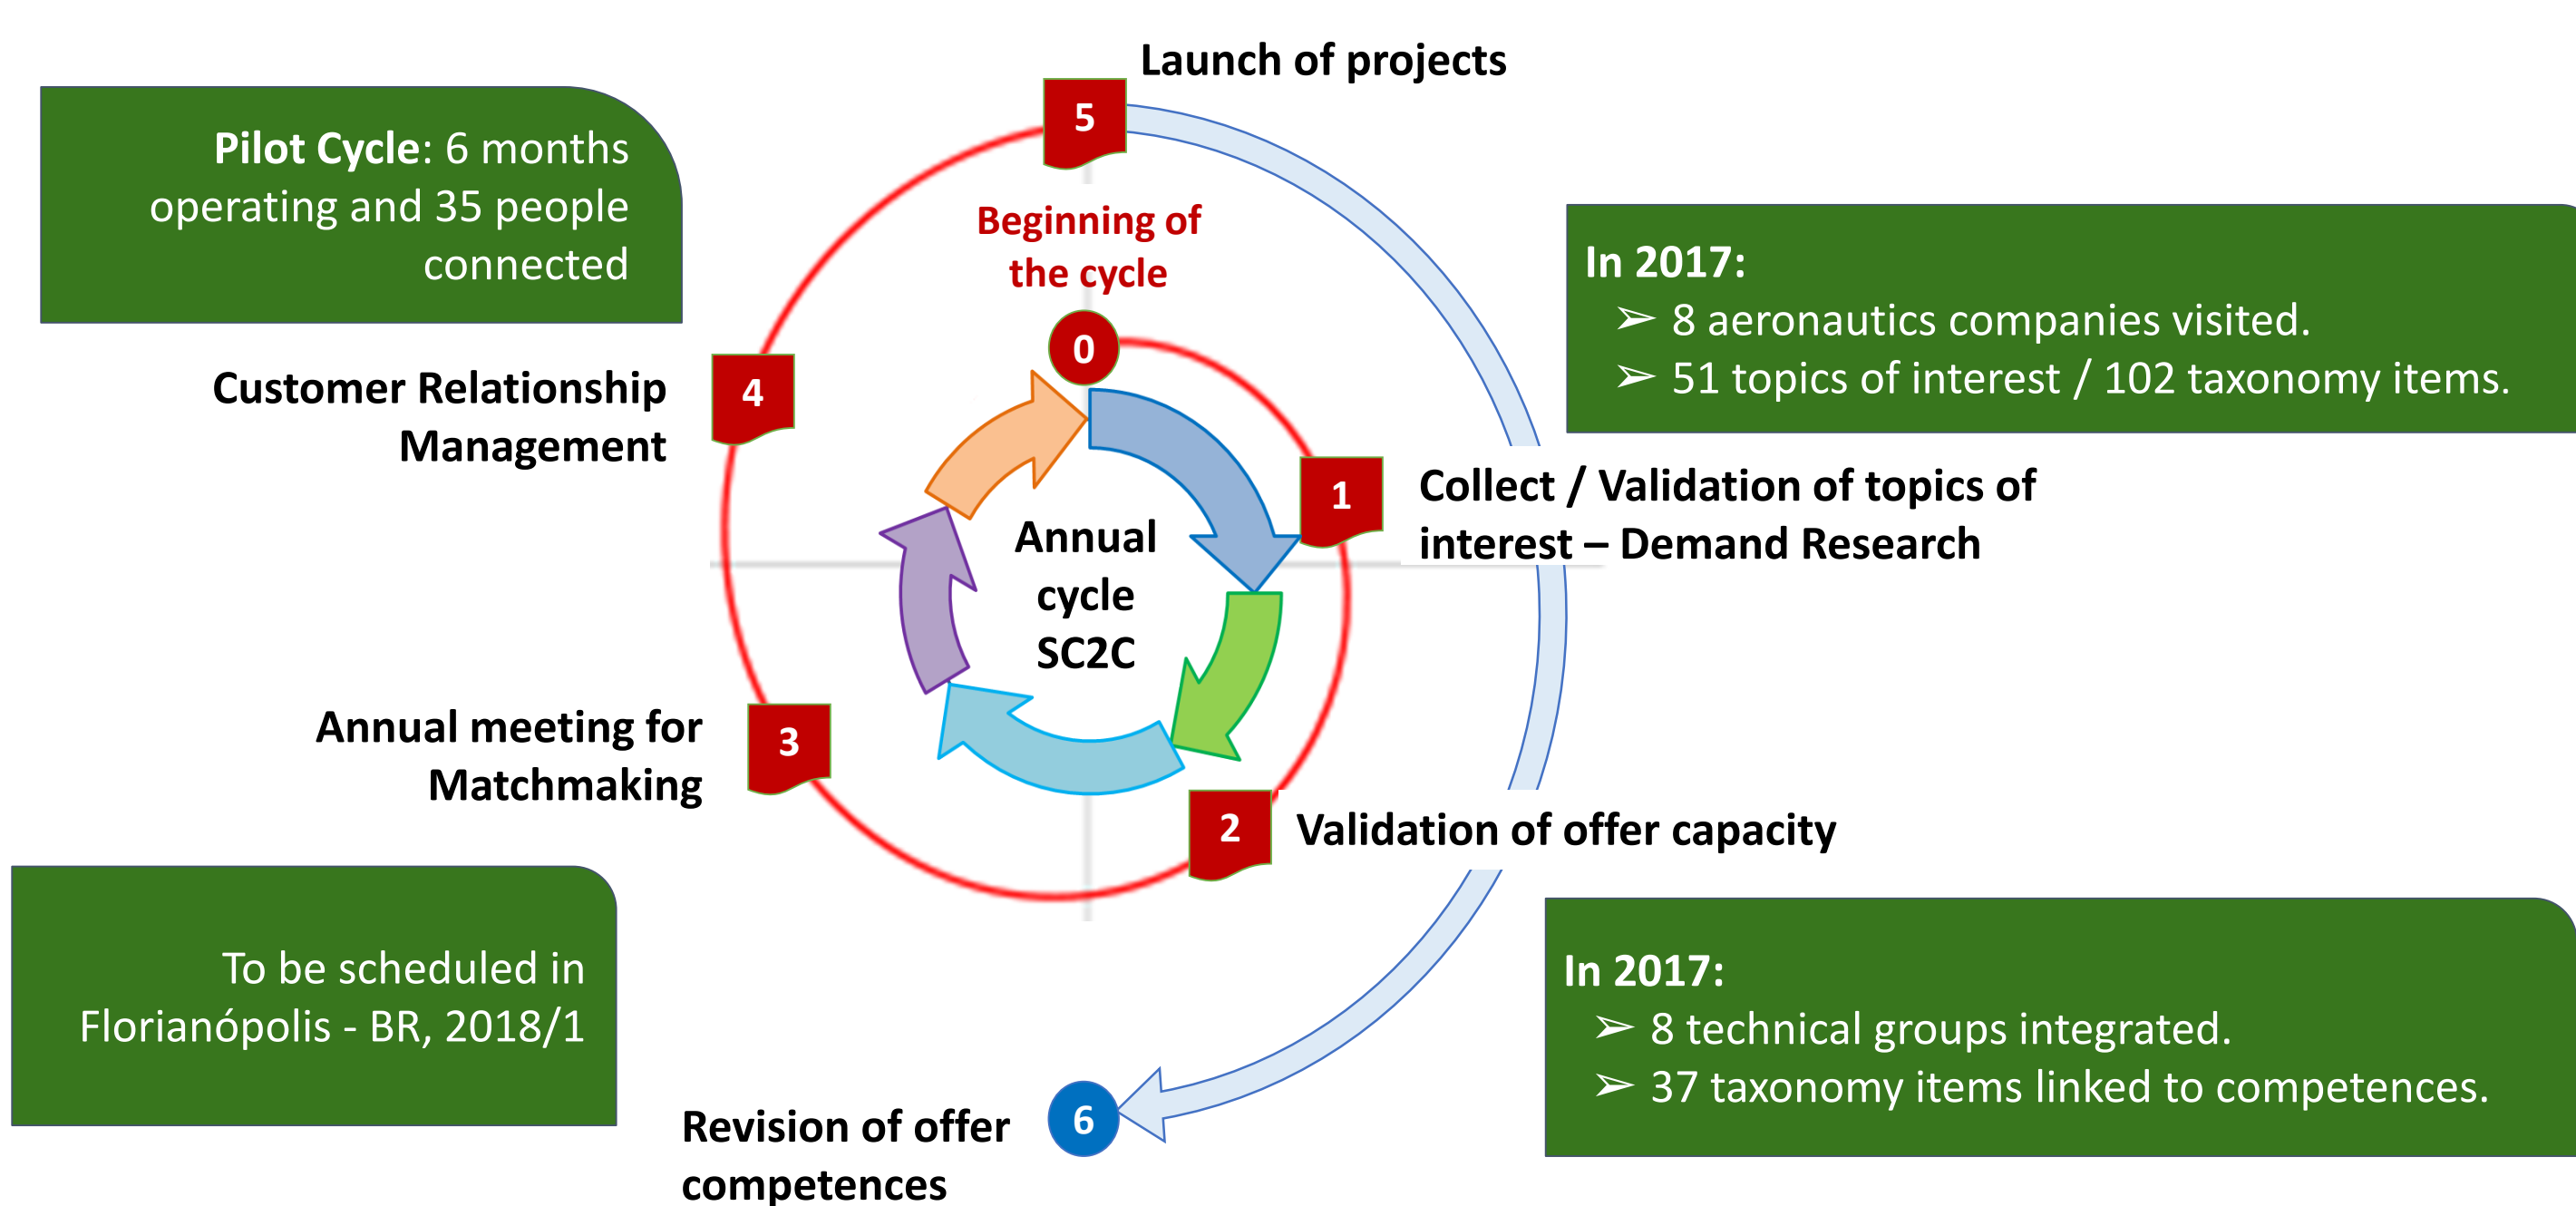 Launch of projects
5
Pilot Cycle: 6 months
operating and 35 people
connected
Beginning of
the cycle
0
In 2017:
➢ 8 aeronautics companies visited.
➢ 51 topics of interest / 102 taxonomy items.
Customer Relationship
Management
4
1
Collect / Validation of topics of
interest – Demand Research
Annual
cycle
SC2C
Annual meeting for
Matchmaking
3
2
Validation of offer capacity
To be scheduled in
Florianópolis - BR, 2018/1
In 2017:
➢ 8 technical groups integrated.
➢ 37 taxonomy items linked to competences.
Revision of offer
competences
6